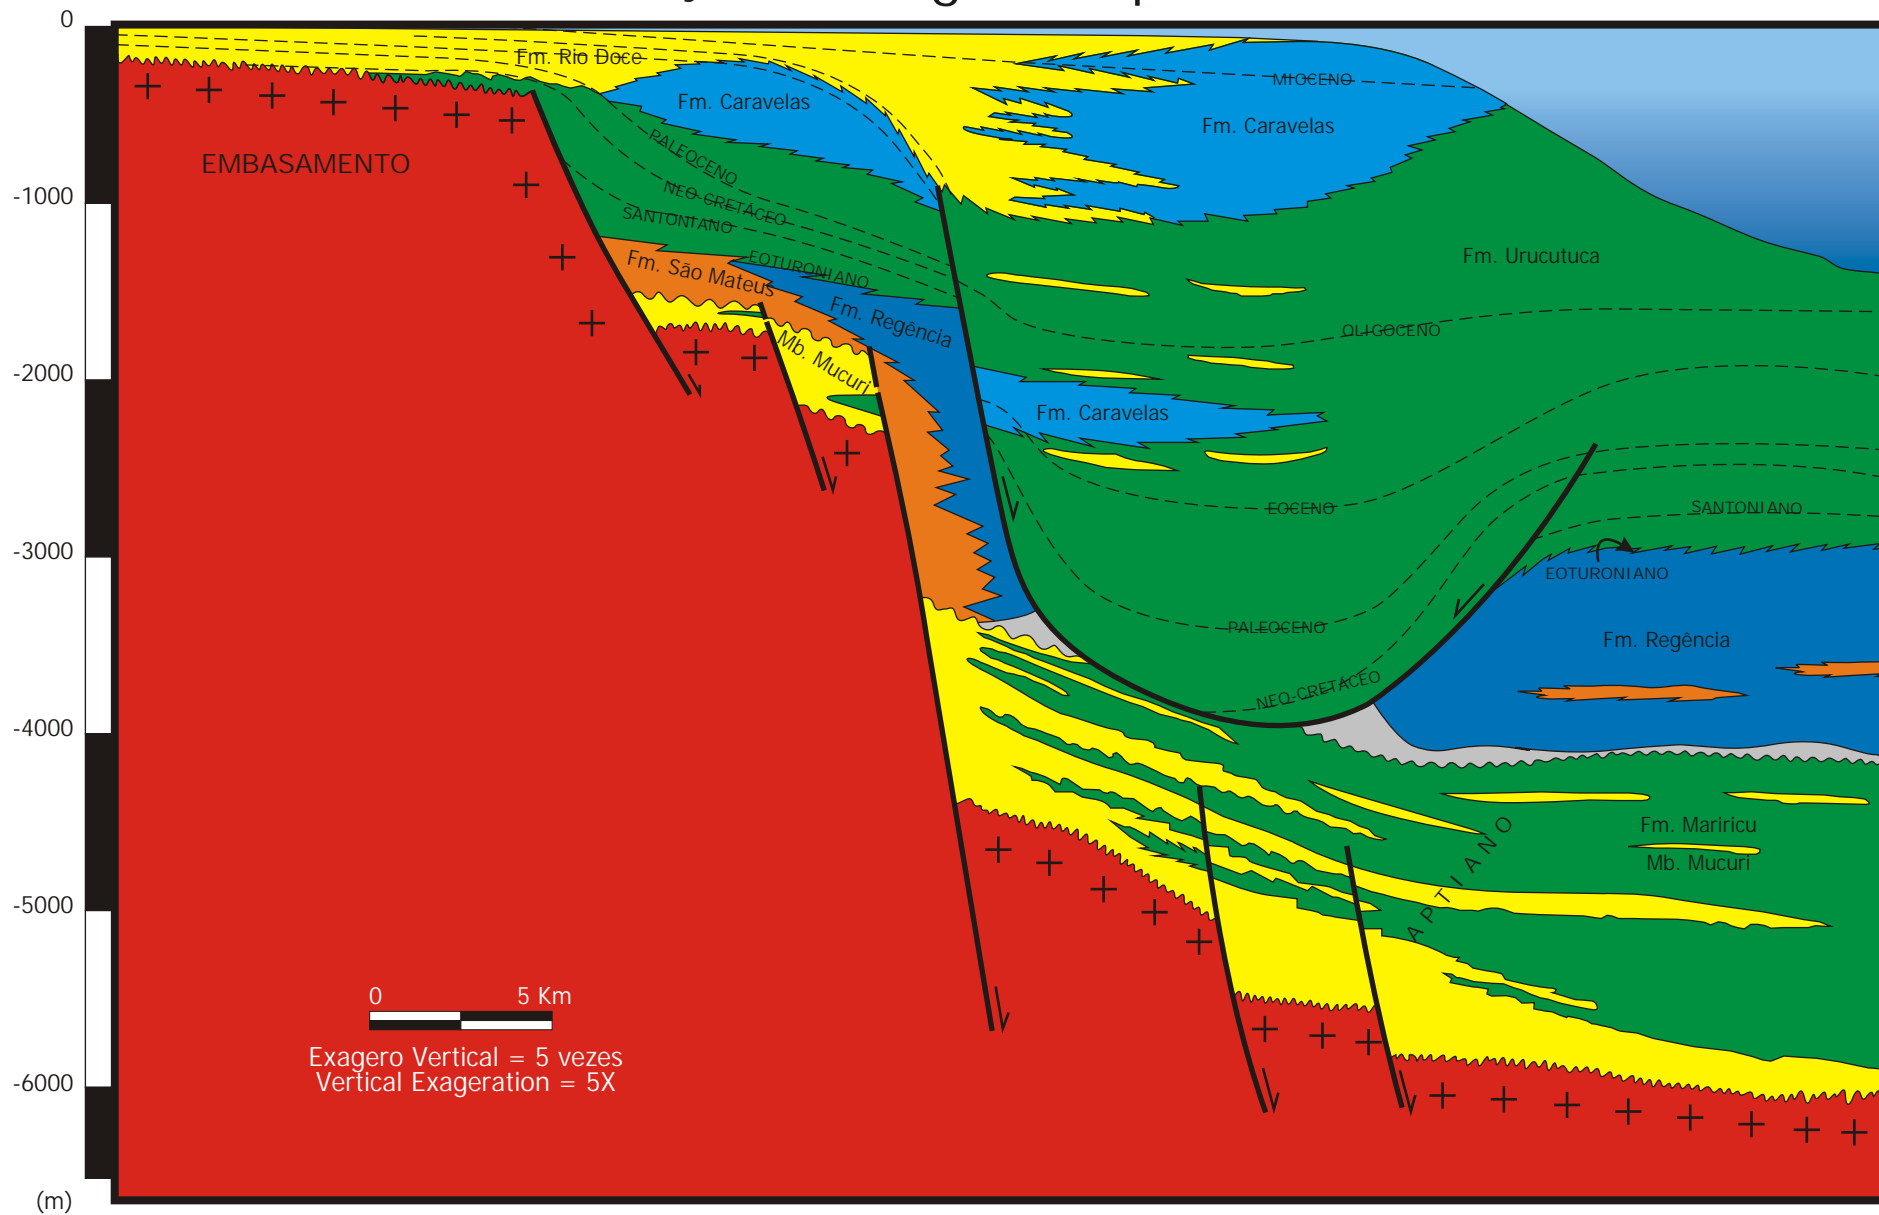 0
-1000
-2000
-3000
-4000
-5000
-6000
(m)
Fm. Rio Doce
Fm. Caravelas
MIOCENO
Fm. Caravelas
EMBASAMENTO
PALEOCENO
NEO-CRETÁCEO
SANTONIANO
EOTURONIANO
Fm. São Mateus
Fm. Regência
Mb. Mucuri
Fm. Urucutuca
OLIGOCENO
Fm. Caravelas
EOCENO
SANTONIANO
EOTURONIANO
PALEOCENO
Fm. Regência
NEO-CRETÁCEO
Fm. Mariricu
Mb. Mucuri
APTIANO
0 5 Km
Exagero Vertical = 5 vezes
Vertical Exageration = 5X